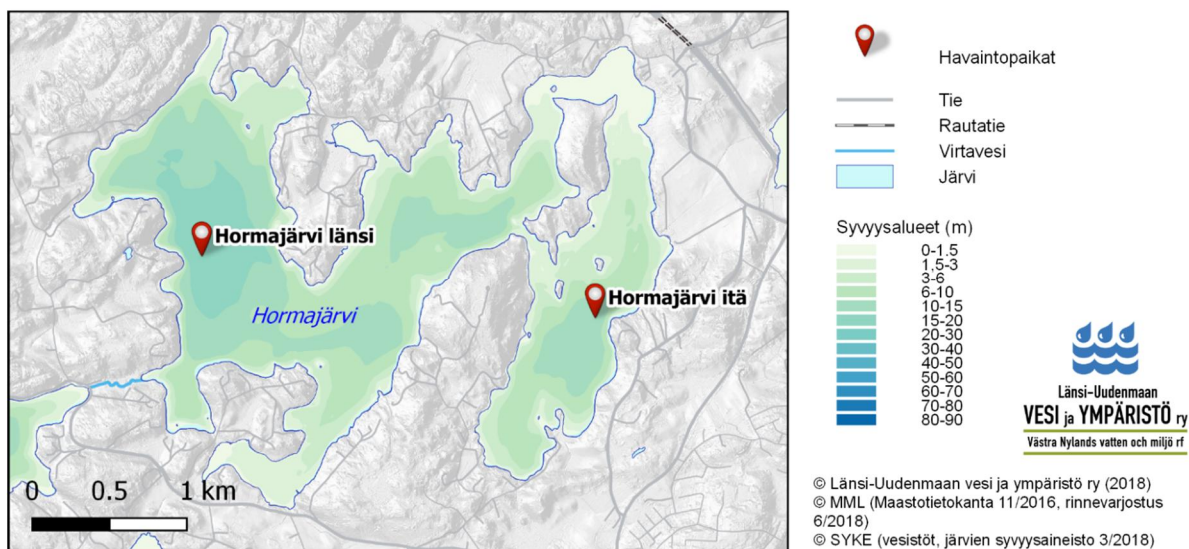 Hormajärvi länsi
Hormajärvi itä
Hormajärvi
0 0.5 1 km
Havaintopaikat
Tie
Rautatie
Virtavesi
Järvi
Syvyysalueet (m)
0-1.5
1.5-3
3-6
6-10
10-15
15-20
20-30
30-40
40-50
50-60
60-70
70-80
80-90
Länsi-Uudenmaan
VESI ja YMPÄRISTÖ ry
Västra Nylands vatten och miljö rf
© Länsi-Uudenmaan vesi ja ympäristö ry (2018)
© MML (Maastotietokanta 11/2016, rinnevarjostus
6/2018)
© SYKE (vesistöt, järvien syvyysaineisto 3/2018)